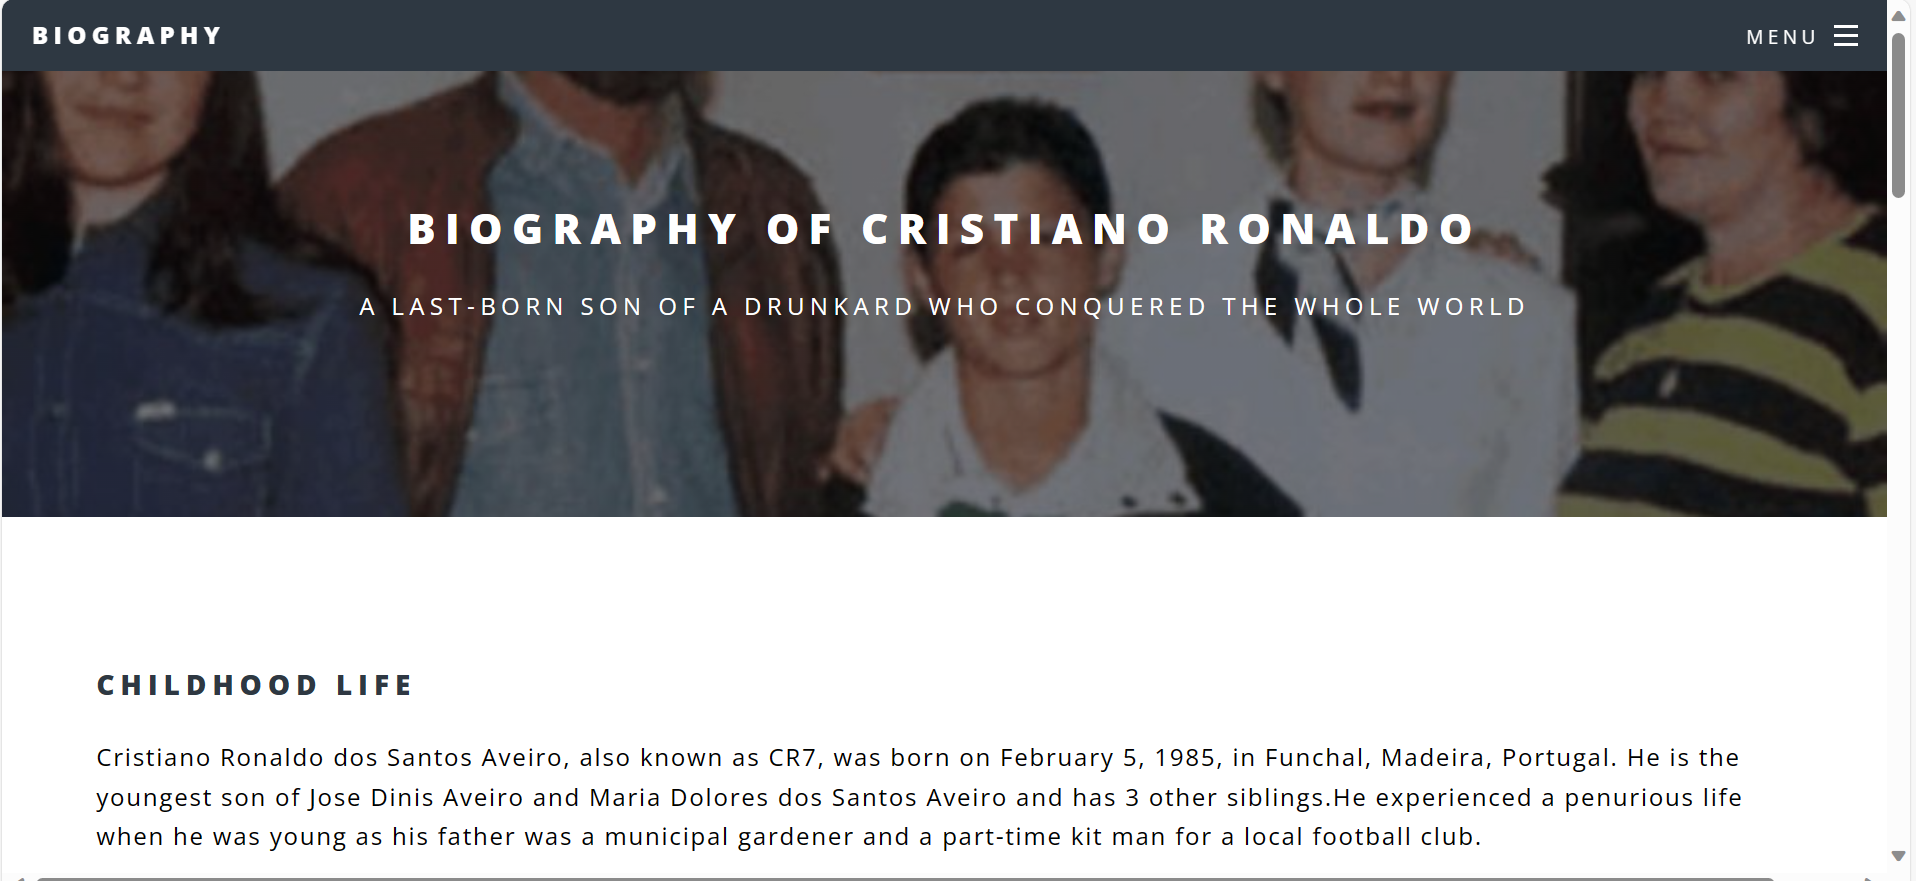 BIOGRAPHY
MENU
BIOGRAPHY OF CRISTIANO RONALDO
A LAST-BORN SON OF A DRUNKARD WHO CONQUERED THE WHOLE WORLD
CHILDHOOD LIFE
Cristiano Ronaldo dos Santos Aveiro, also known as CR7, was born on February 5, 1985, in Funchal, Madeira, Portugal. He is the
youngest son of Jose Dinis Aveiro and Maria Dolores dos Santos Aveiro and has 3 other siblings.He experienced a penurious life
when he was young as his father was a municipal gardener and a part-time kit man for a local football club.